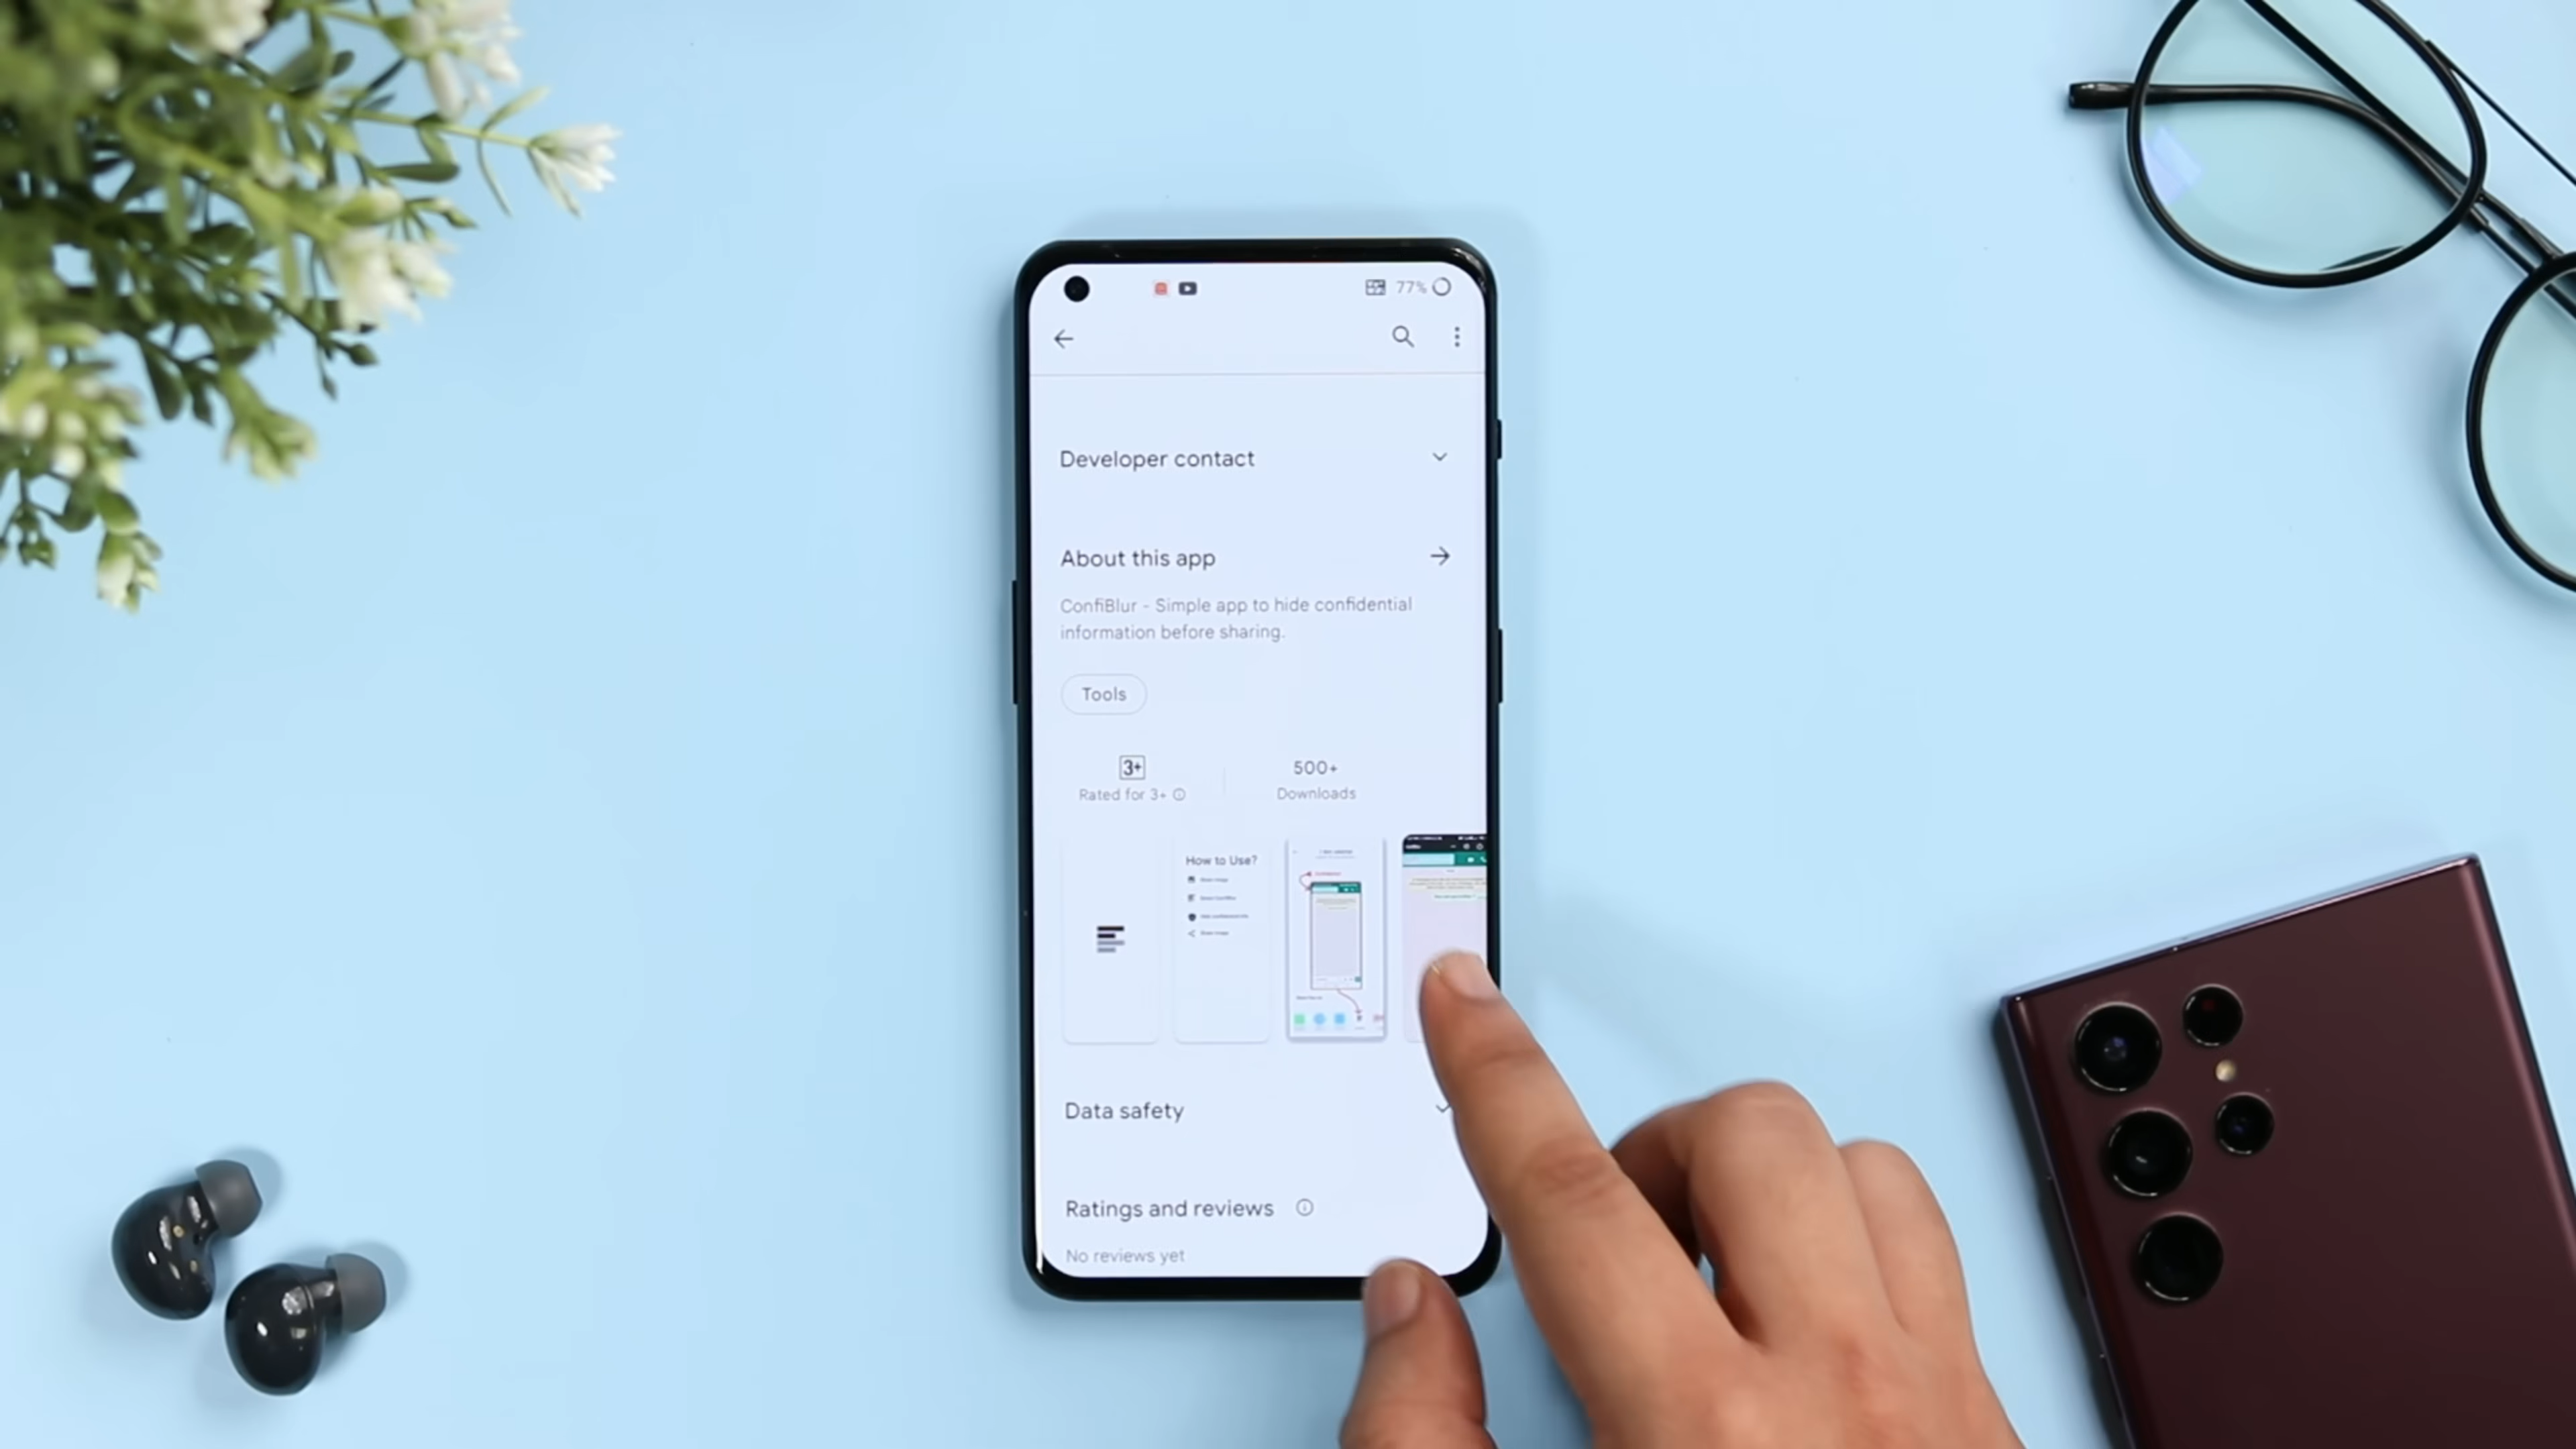 77%
Developer contact
About this app
ConfiBlur - Simple app to hide confidential
information before sharing.
Tools
3+
Rated for 3+
500+
Downloads
How to Use?
Data safety
Ratings and reviews
No reviews yet